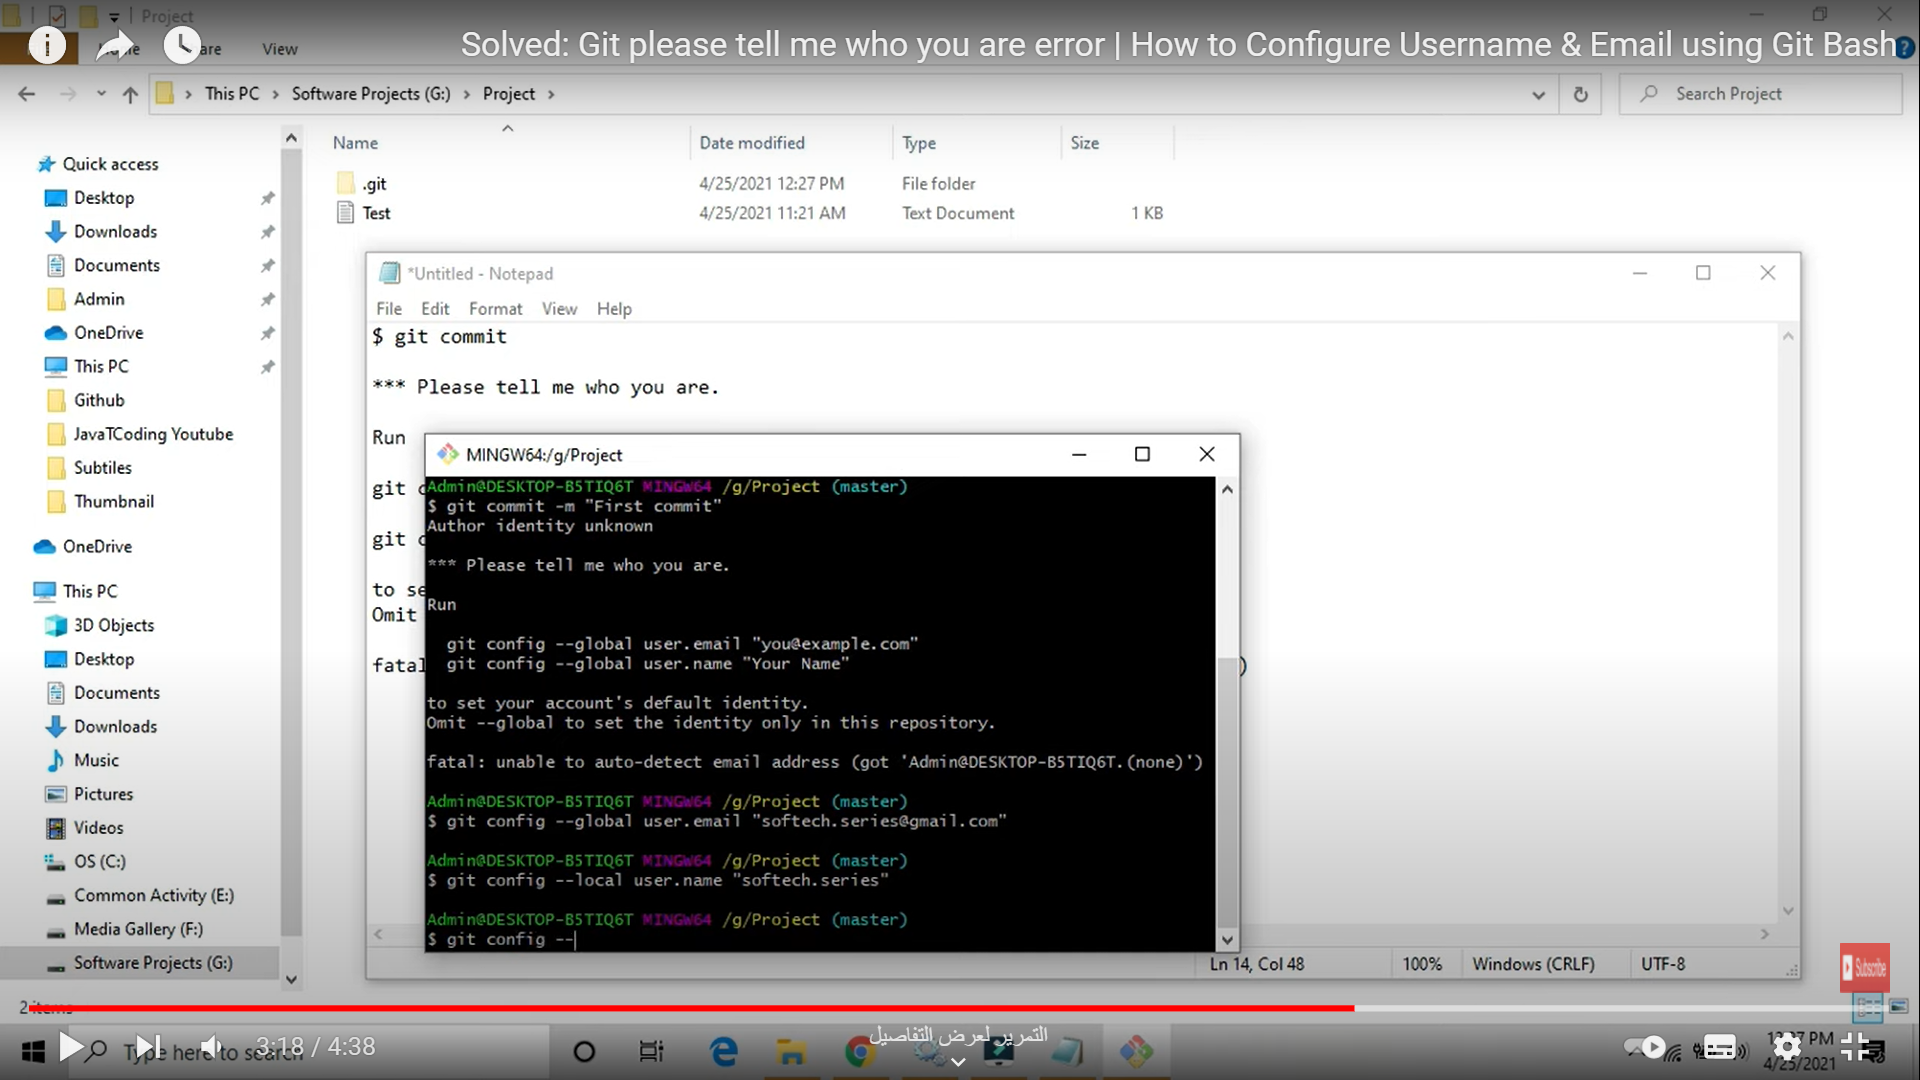 Project
Solved: Git please tell me who you are error | How to Configure Username & Email using Git Bash
View
This PC
Software Projects (G:)
Project
Search Project
Name
Date modified
Type
Size
.git
4/25/2021 12:27 PM
File folder
Test
4/25/2021 11:21 AM
Text Document
1 KB
Quick access
Desktop
Downloads
Documents
Admin
OneDrive
This PC
Github
JavaTCoding Youtube
Subtiles
Thumbnail
OneDrive
This PC
3D Objects
Desktop
Documents
Downloads
Music
Pictures
Videos
OS (C:)
Common Activity (E:)
Media Gallery (F:)
Software Projects (G:)
2 items
*Untitled - Notepad
File Edit Format View Help
$ git commit
*** Please tell me who you are.
Run
git c
git c
to se
Omit
fatal
)
MINGW64:/g/Project
Admin@DESKTOP-B5TIQ6T MINGW64 /g/Project (master)
$ git commit -m "First commit"
Author identity unknown
*** Please tell me who you are.
Run
git config --global user.email "you@example.com"
git config --global user.name "Your Name"
to set your account's default identity.
Omit --global to set the identity only in this repository.
fatal: unable to auto-detect email address (got 'Admin@DESKTOP-B5TIQ6T.(none)')
Admin@DESKTOP-B5TIQ6T MINGW64 /g/Project (master)
$ git config --global user.email "softech.series@gmail.com"
Admin@DESKTOP-B5TIQ6T MINGW64 /g/Project (master)
$ git config --local user.name "softech.series"
Admin@DESKTOP-B5TIQ6T MINGW64 /g/Project (master)
$ git config --
Ln 14, Col 48
100%
Windows (CRLF)
UTF-8
Subscribe
Type here to search
3:18 / 4:38
التمرير لعرض التفاصيل
PM
4/25/2021